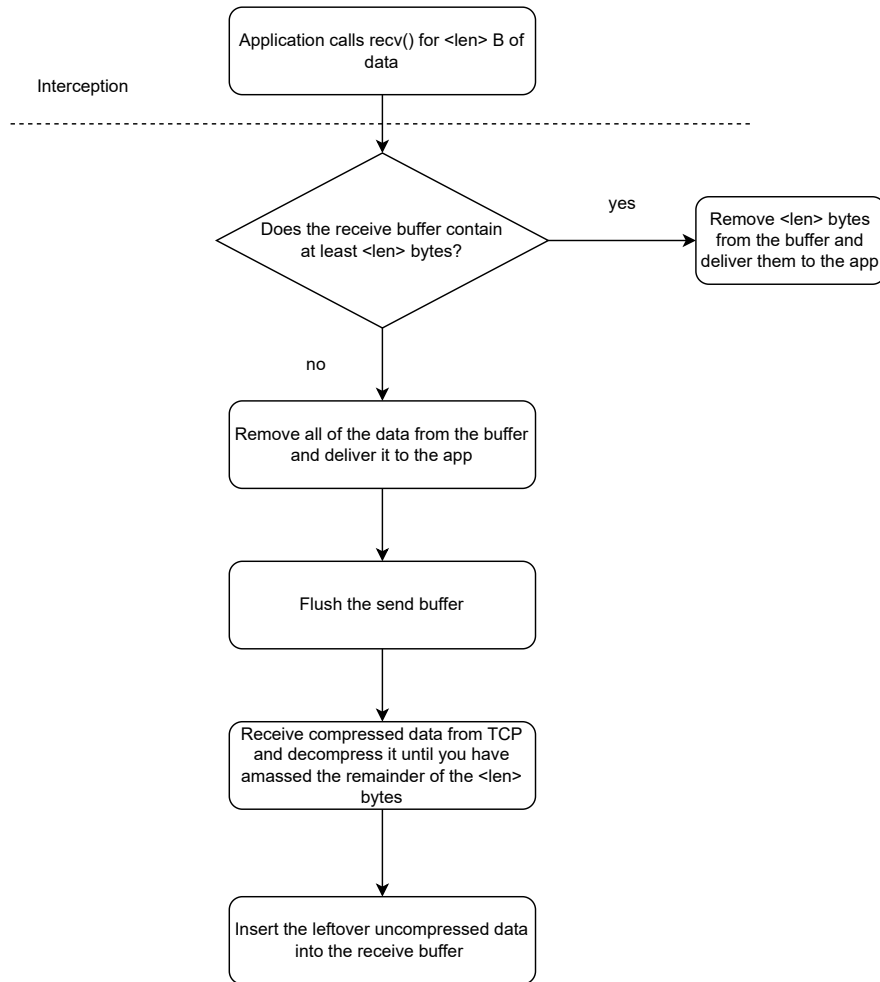 Application calls recv() for <len> B of
data
Interception
Does the receive buffer contain
at least <len> bytes?
yes
Remove <len> bytes
from the buffer and
deliver them to the app
no
Remove all of the data from the buffer
and deliver it to the app
Flush the send buffer
Receive compressed data from TCP
and decompress it until you have
amassed the remainder of the <len>
bytes
Insert the leftover uncompressed data
into the receive buffer